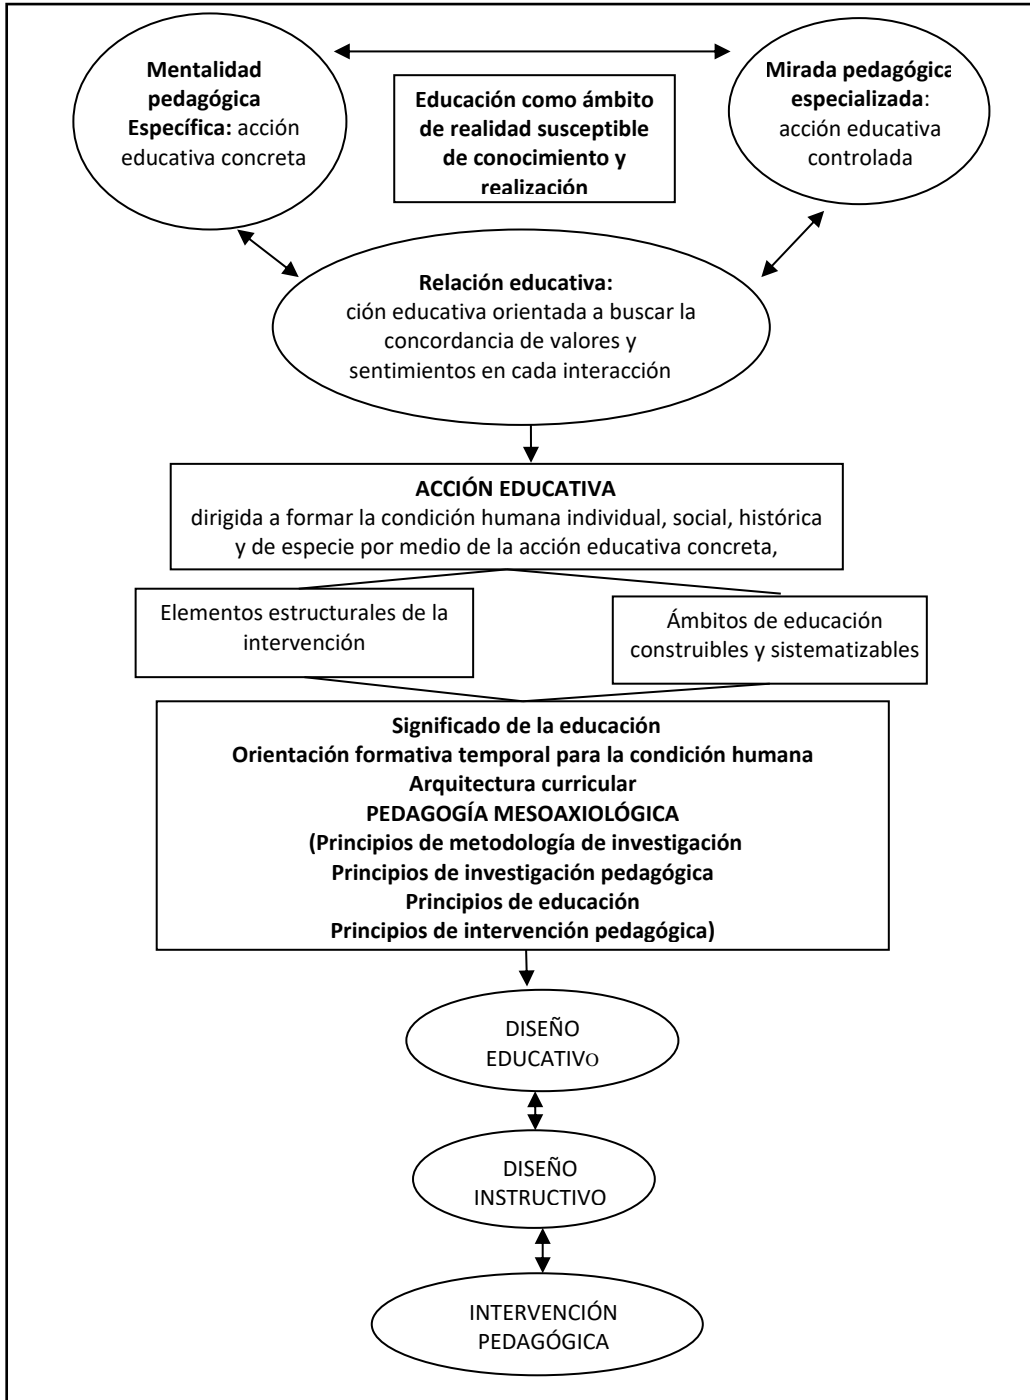 Mentalidad
pedagógica
Específica: acción
educativa concreta
Educación como ámbito
de realidad susceptible
de conocimiento y
realización
Mirada pedagógica
especializada:
acción educativa
controlada
Relación educativa:
ción educativa orientada a buscar la
concordancia de valores y
sentimientos en cada interacción
ACCIÓN EDUCATIVA
dirigida a formar la condición humana individual, social, histórica
y de especie por medio de la acción educativa concreta,
Elementos estructurales de la
intervención
Ámbitos de educación
construibles y sistematizables
Significado de la educación
Orientación formativa temporal para la condición humana
Arquitectura curricular
PEDAGOGÍA MESOAXIOLÓGICA
(Principios de metodología de investigación
Principios de investigación pedagógica
Principios de educación
Principios de intervención pedagógica)
DISEÑO
EDUCATIVO
DISEÑO
INSTRUCTIVO
INTERVENCIÓN
PEDAGÓGICA